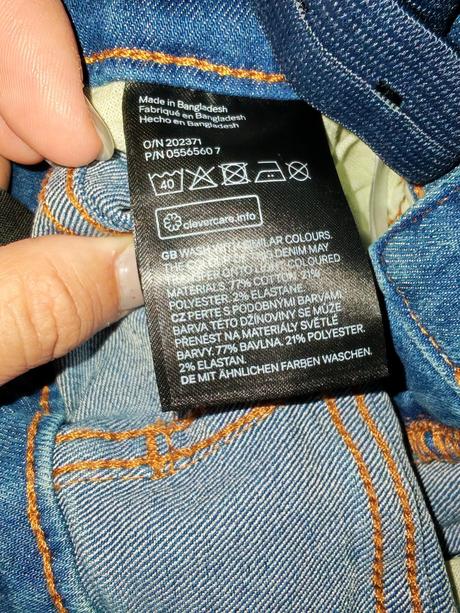 Made in Bangladesh
Fabriqué en Bangladesh
Hecho en Bangladesh
O/N 202371
P/N 0556560 7
40
clevercare.info
GB WASH WITH SIMILAR COLOURS.
THE COLOUR THIS DENIM MAY
TRANSFER ONTO LIGHT COLOURED
MATERIALS. 77% COTTON. 21%
POLYESTER. 2% ELASTANE.
CZ PERTE S PODOBNÝMI BARVAMI
BARVA TÉTO DŽÍNOVINY SE MŮŽE
PŘENÉST NA MATERIÁLY SVĚTLÉ
BARVY. 77% BAVLNA. 21% POLYESTER.
2% ELASTAN.
DE MIT ÄHNLICHEN FARBEN WASCHEN.